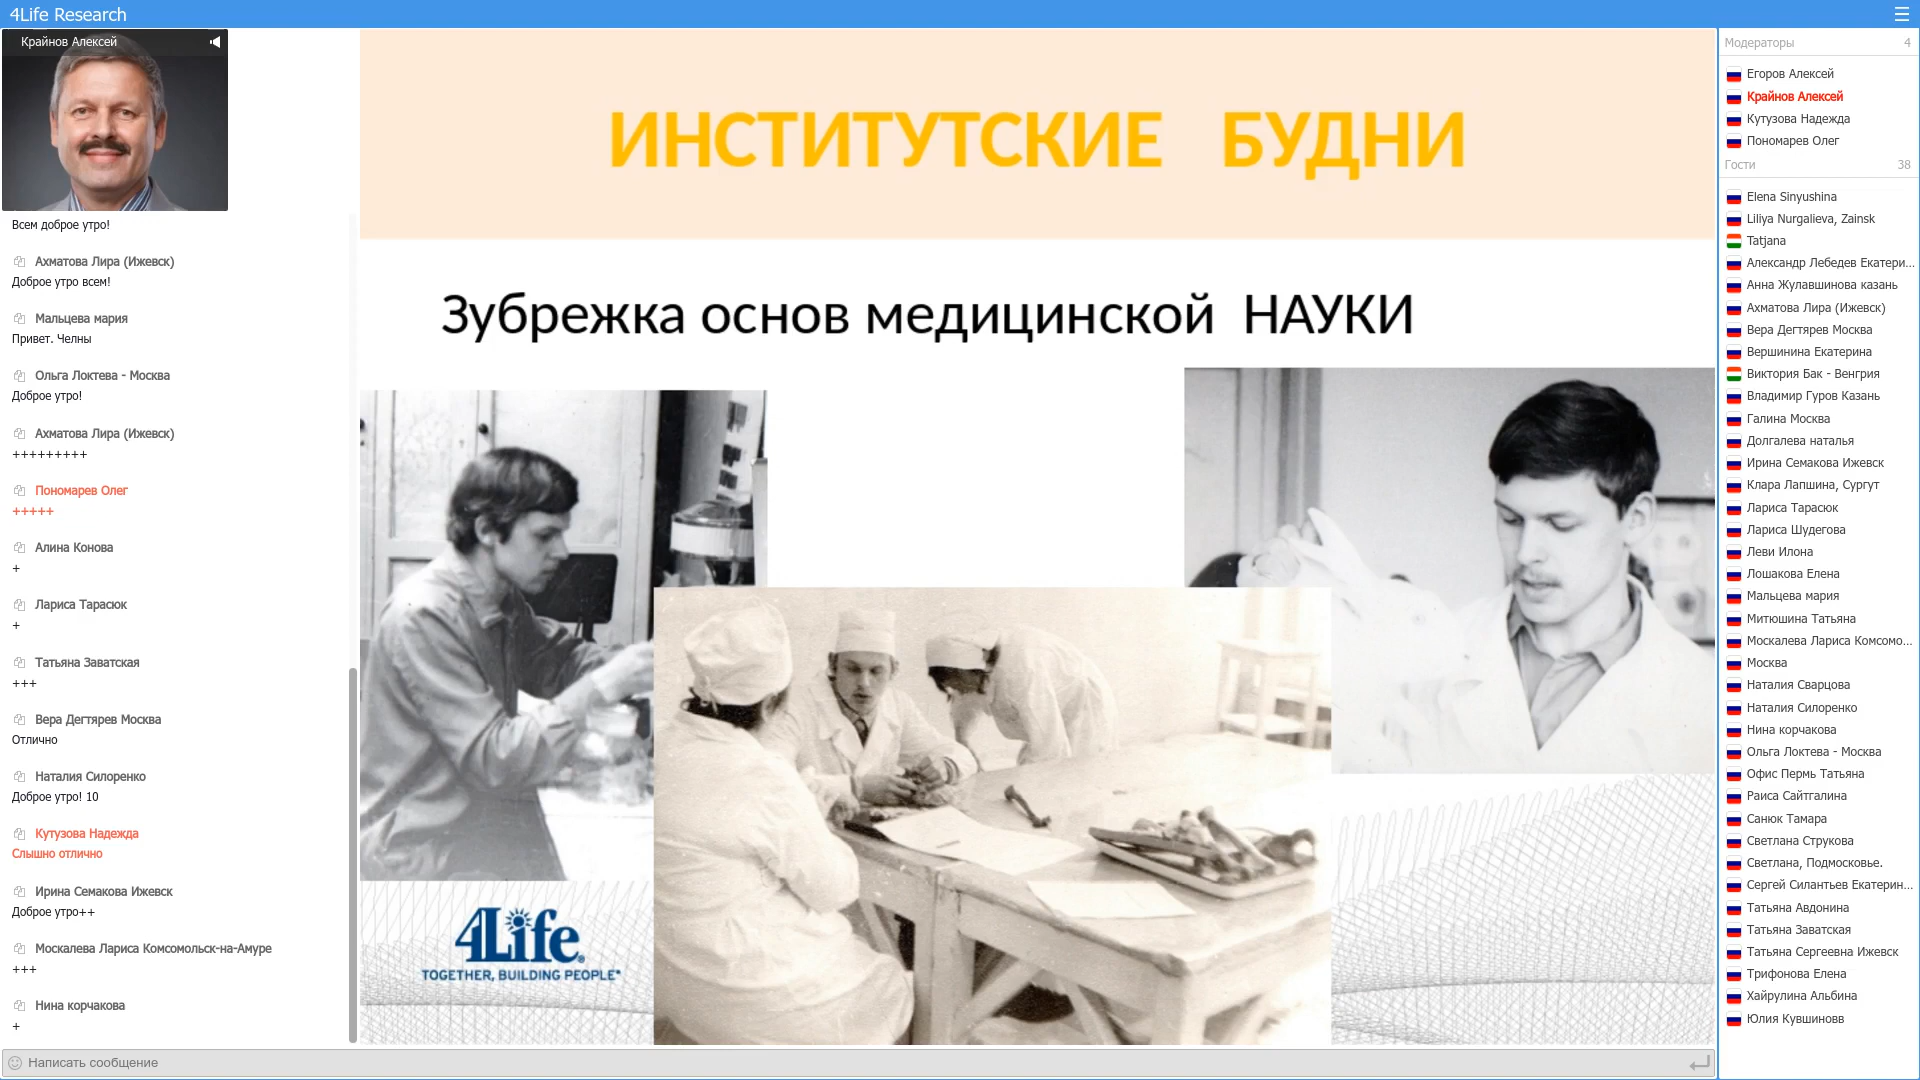 4Life Research
Крайнов Алексей
Всем доброе утро!
Ахматова Лира (Ижевск)
Доброе утро всем!
Мальцева мария
Привет. Челны
Ольга Локтева - Москва
Доброе утро!
Ахматова Лира (Ижевск)
+++++++++
Пономарев Олег
+++++
Алина Конова
+
Лариса Тарасюк
+
Татьяна Заватская
+++
Вера Дегтярев Москва
Отлично
Наталия Силоренко
Доброе утро! 10
Кутузова Надежда
Слышно отлично
Ирина Семакова Ижевск
Доброе утро++
Москалева Лариса Комсомольск-на-Амуре
+++
Нина корчакова
+
Написать сообщение
ИНСТИТУТСКИЕ БУДНИ
Зубрежка основ медицинской НАУКИ
4Life®
TOGETHER, BUILDING PEOPLE™
Модераторы 4
Егоров Алексей
Крайнов Алексей
Кутузова Надежда
Пономарев Олег
Гости 38
Elena Sinyushina
Liliya Nurgalieva, Zainsk
Tatjana
Александр Лебедев Екатери...
Анна Жулавшинова казань
Ахматова Лира (Ижевск)
Вера Дегтярев Москва
Вершинина Екатерина
Виктория Бак - Венгрия
Владимир Гуров Казань
Галина Москва
Долгалева наталья
Ирина Семакова Ижевск
Клара Лапшина, Сургут
Лариса Тарасюк
Лариса Шудегова
Леви Илона
Лошакова Елена
Мальцева мария
Митюшина Татьяна
Москалева Лариса Комсомо...
Москва
Наталия Сварцова
Наталия Силоренко
Нина корчакова
Ольга Локтева - Москва
Офис Пермь Татьяна
Раиса Сайтгалина
Санюк Тамара
Светлана Струкова
Светлана, Подмосковье.
Сергей Силантьев Екатерин...
Татьяна Авдонина
Татьяна Заватская
Татьяна Сергеевна Ижевск
Трифонова Елена
Хайрулина Альбина
Юлия Кувшиновв